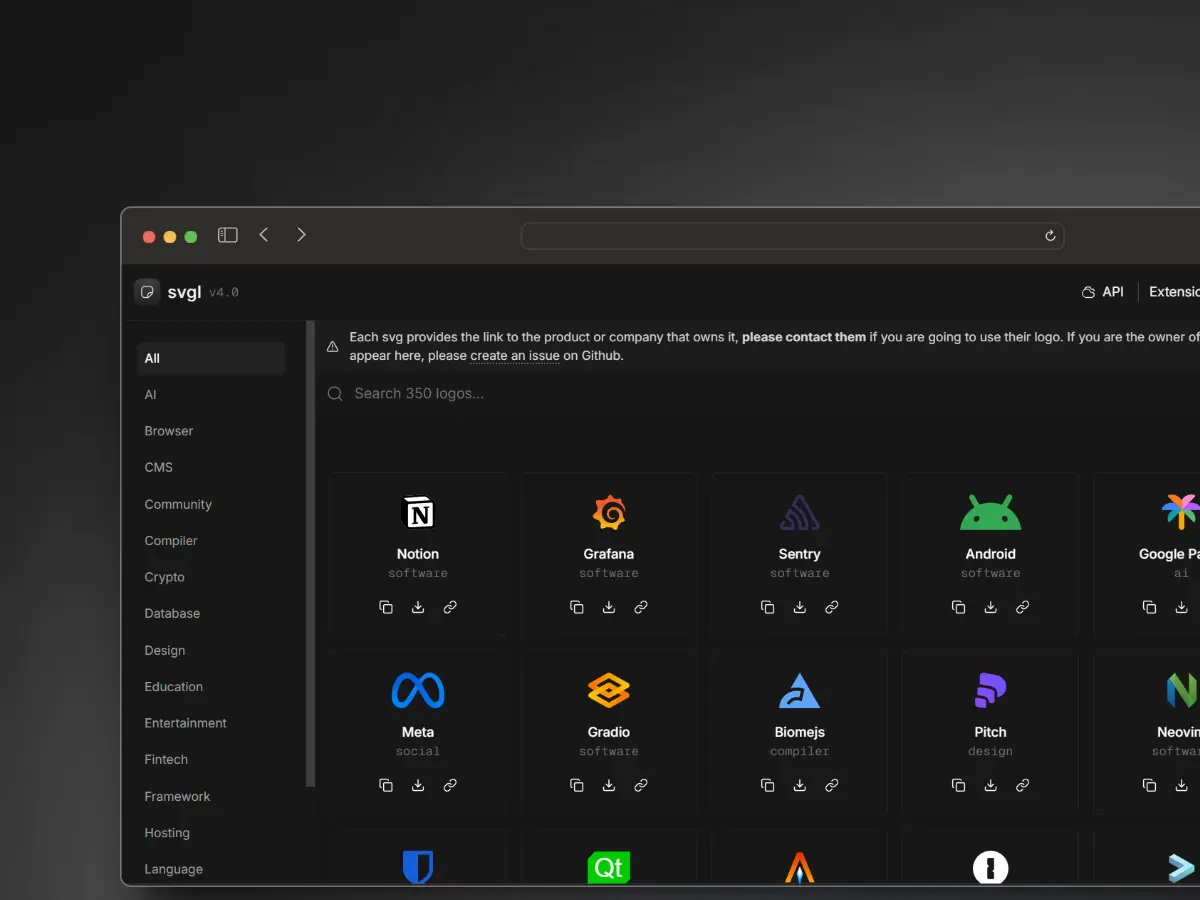 svgl v4.0
API
Extensio
Each svg provides the link to the product or company that owns it, please contact them if you are going to use their logo. If you are the owner of
appear here, please create an issue on Github.
Search 350 logos...
All
AI
Browser
CMS
Community
Compiler
Crypto
Database
Design
Education
Entertainment
Fintech
Framework
Hosting
Language
N
Notion
software
Grafana
software
Sentry
software
Android
software
Google Pa
ai
Meta
social
Gradio
software
Biomejs
compiler
Pitch
design
Neovim
softwar
Qt